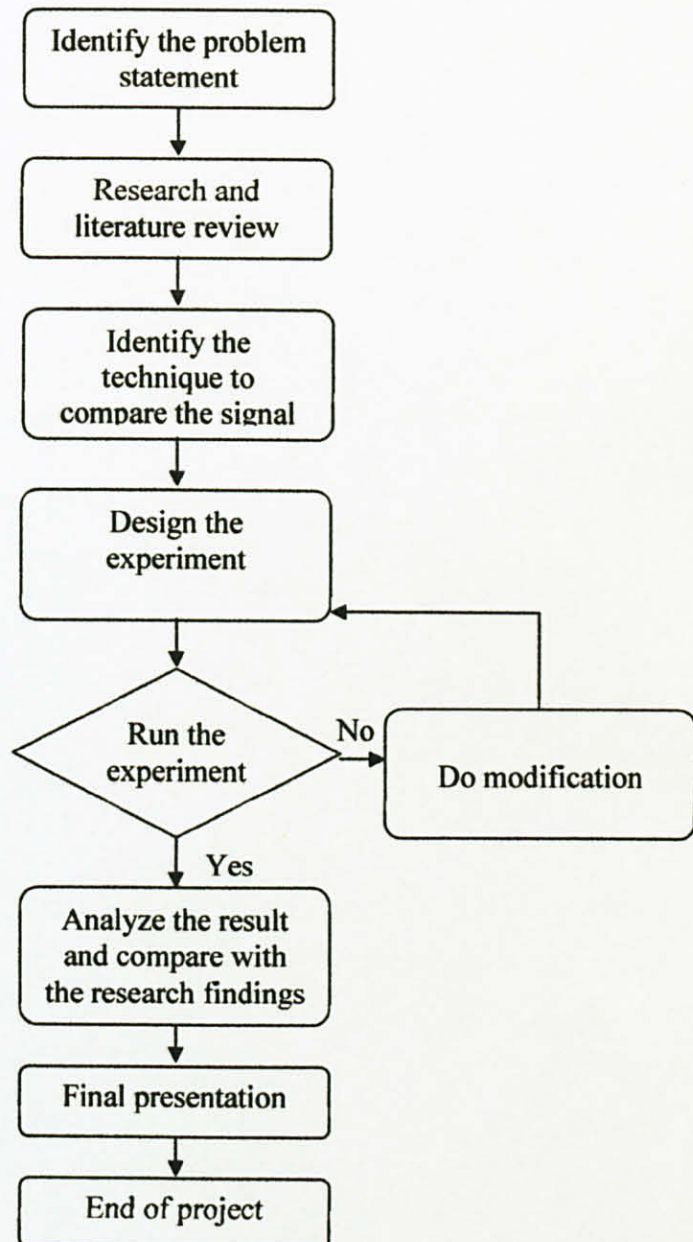 Identify the problem
statement
Research and
literature review
Identify the
technique to
compare the signal
Design the
experiment
Run the
experiment
No
Do modification
Yes
Analyze the result
and compare with
the research findings
Final presentation
End of project